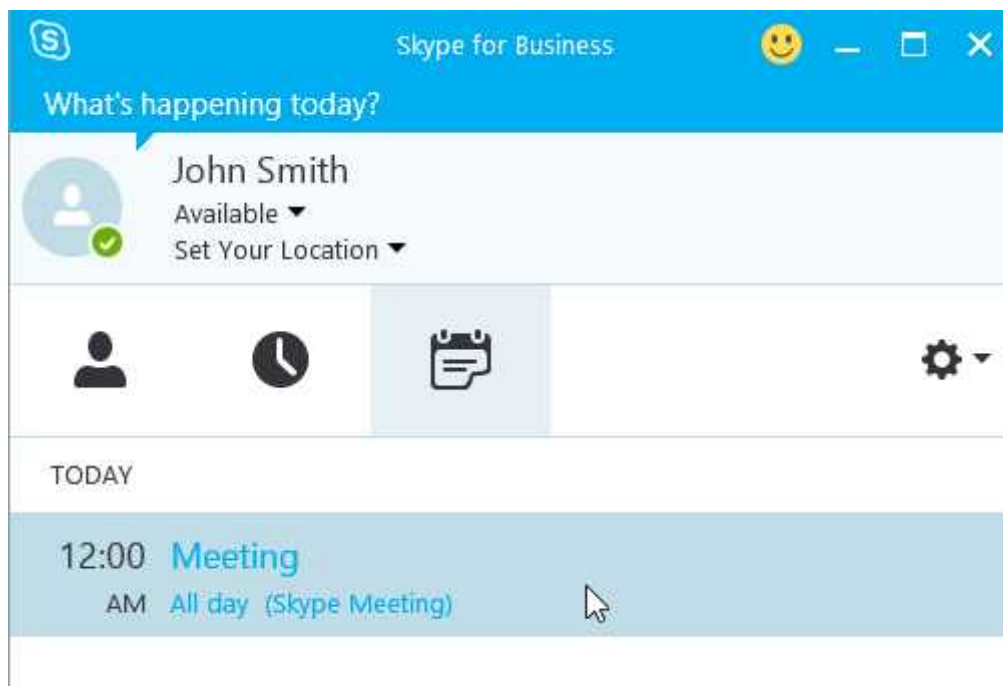 Skype for Business
What's happening today?
John Smith
Available
Set Your Location
TODAY
12:00 Meeting
AM All day (Skype Meeting)